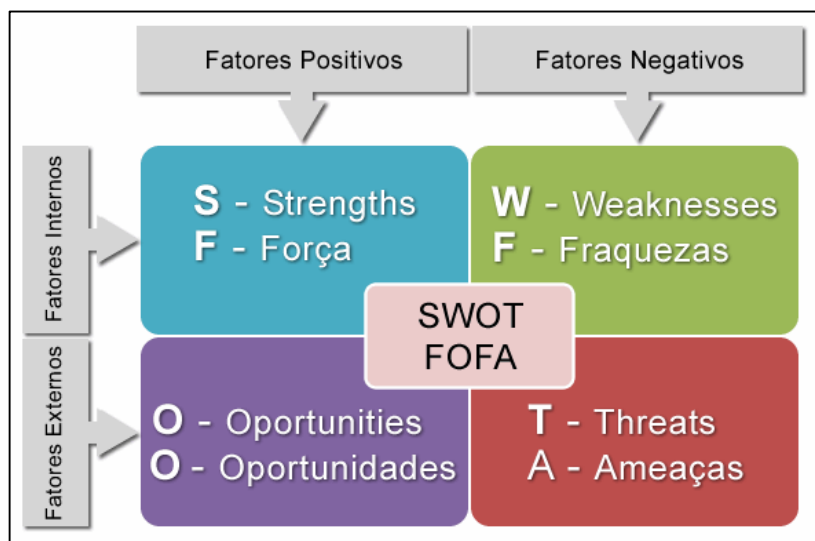 Fatores Positivos
Fatores Negativos
Fatores Internos
S - Strengths
F - Força
W - Weaknesses
F - Fraquezas
SWOT
FOFA
Fatores Externos
O - Oportunities
O - Oportunidades
T - Threats
A - Ameaças